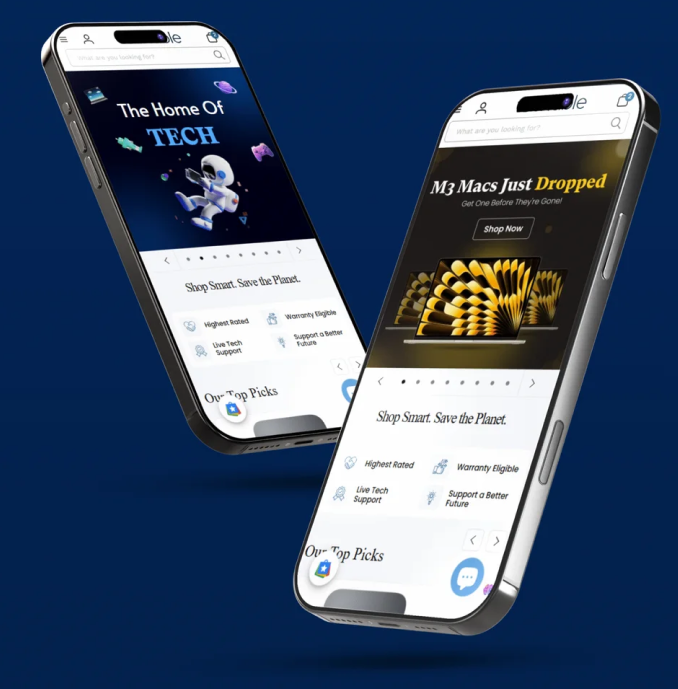 What are you looking for?
The Home Of
TECH
Shop Smart. Save the Planet.
Highest Rated
Warranty Eligible
Live Tech
Support
Support a Better
Future
Our Top Picks
What are you looking for?
M3 Macs Just Dropped
Get One Before They're Gone!
Shop Now
Shop Smart. Save the Planet.
Highest Rated
Warranty Eligible
Live Tech
Support
Support a Better
Future
Our Top Picks